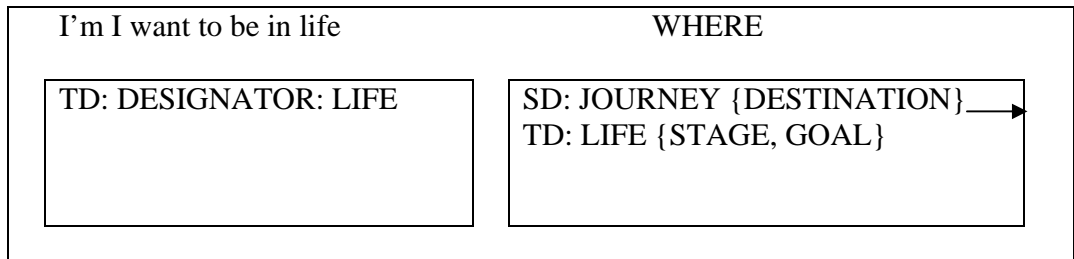 I’m I want to be in life WHERE
TD: DESIGNATOR: LIFE
SD: JOURNEY {DESTINATION}
TD: LIFE {STAGE, GOAL}